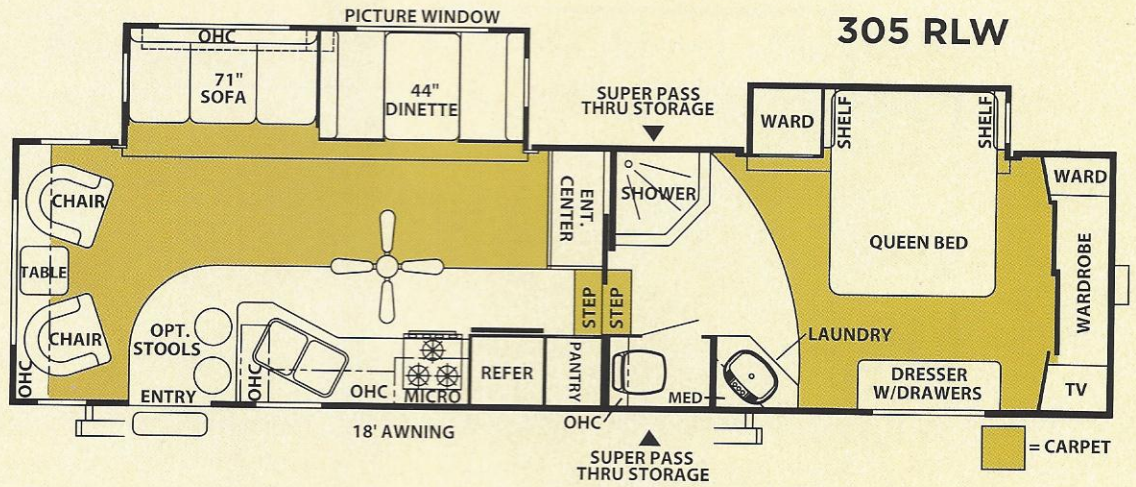 PICTURE WINDOW
305 RLW
OHC
71"
SOFA
44"
DINETTE
SUPER PASS
THRU STORAGE
WARD
SHELF
SHELF
CHAIR
ENT.
CENTER
SHOWER
WARD
QUEEN BED
TABLE
WARDROBE
STEP
STEP
CHAIR
OPT.
STOOLS
LAUNDRY
OHC
OHC
OHC
MICRO
REFER
PANTRY
DRESSER
W/DRAWERS
TV
ENTRY
MED
OHC
18' AWNING
SUPER PASS
THRU STORAGE
= CARPET